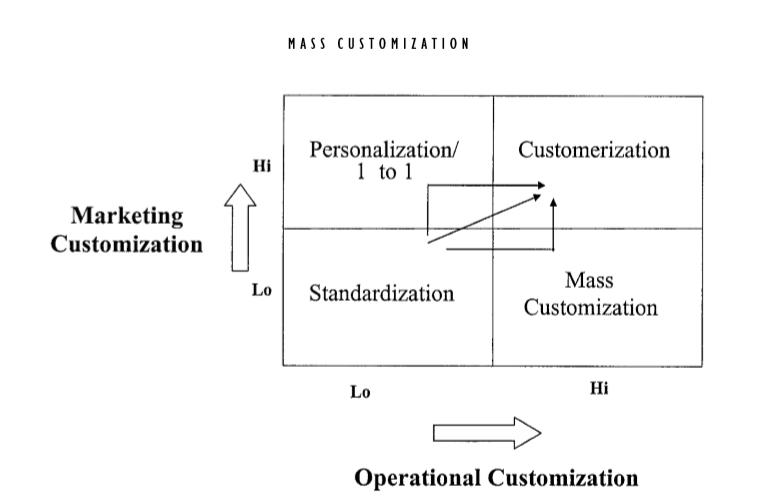 MASS CUSTOMIZATION
Personalization/
1 to 1
Customerization
Hi
Marketing
Customization
Lo
Standardization
Mass
Customization
Lo
Hi
Operational Customization